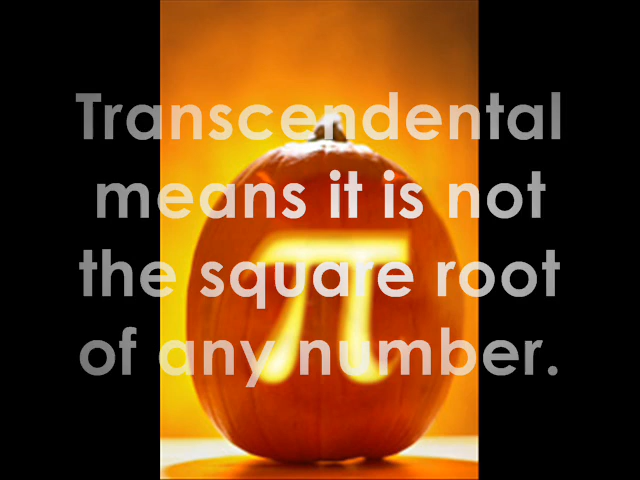 Transcendental
means it is not
the square root
of any number.
π